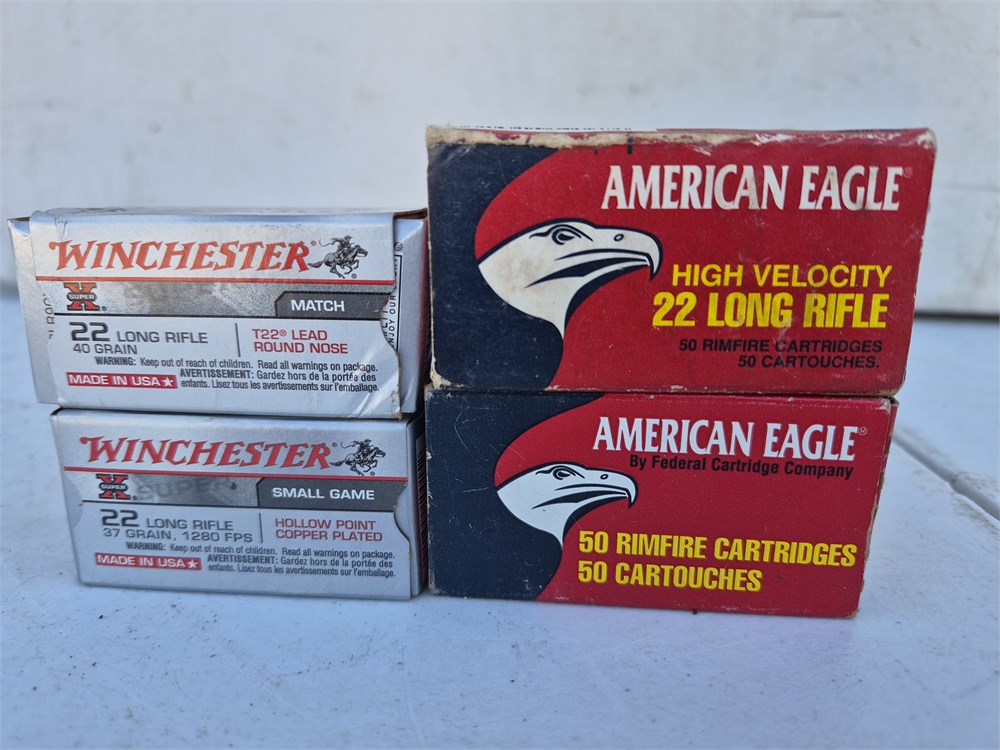 WINCHESTER®
SUPER X
MATCH
22 LONG RIFLE
40 GRAIN
T22® LEAD
ROUND NOSE
WARNING: Keep out of reach of children. Read all warnings on package.
AVERTISSEMENT: Gardez hors de la portée des
enfants. Lisez tous les avertissements sur l'emballage.
MADE IN USA
AMERICAN EAGLE®
HIGH VELOCITY
22 LONG RIFLE
50 RIMFIRE CARTRIDGES
50 CARTOUCHES.
WINCHESTER®
SUPER X
SUPER
SMALL GAME
22 LONG RIFLE
37 GRAIN, 1280 FPS
HOLLOW POINT
COPPER PLATED
WARNING: Keep out of reach of children. Read all warnings on package.
AVERTISSEMENT: Gardez hors de la portée des
enfants. Lisez tous les avertissements sur l'emballage.
MADE IN USA
AMERICAN EAGLE®
By Federal Cartridge Company
50 RIMFIRE CARTRIDGES
50 CARTOUCHES